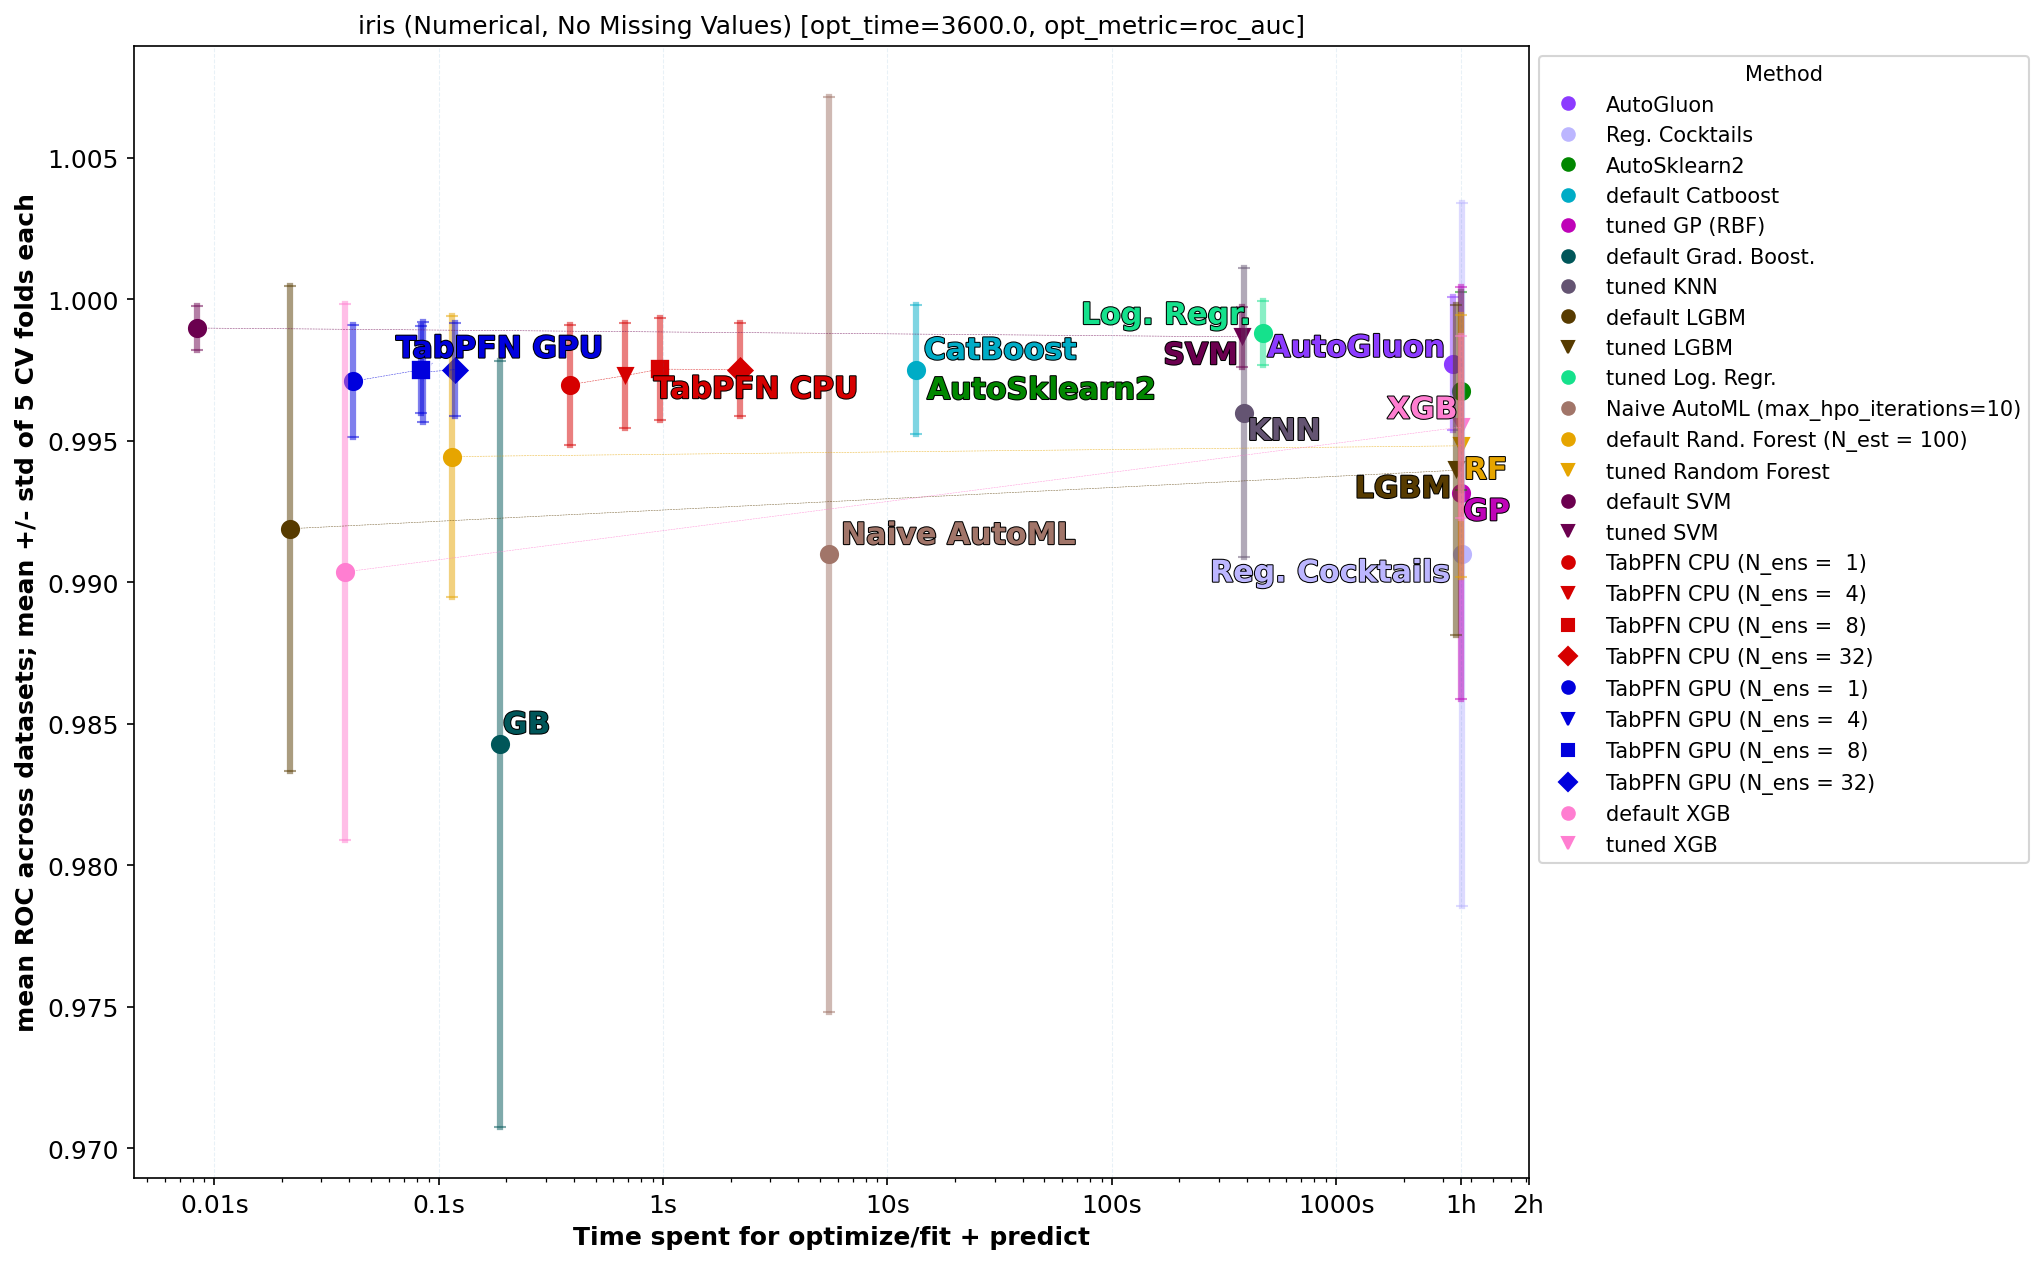 iris (Numerical, No Missing Values) [opt_time=3600.0, opt_metric=roc_auc]
mean ROC across datasets; mean +/- std of 5 CV folds each
1.005
1.000
0.995
0.990
0.985
0.980
0.975
0.970
Log. Regr.
TabPFN GPU
CatBoost
SVM
AutoGluon
TabPFN CPU
AutoSklearn2
XGB
KNN
RF
LGBM
GP
Naive AutoML
Reg. Cocktails
GB
0.01s
0.1s
1s
10s
100s
1000s
1h
2h
Time spent for optimize/fit + predict
Method
AutoGluon
Reg. Cocktails
AutoSklearn2
default Catboost
tuned GP (RBF)
default Grad. Boost.
tuned KNN
default LGBM
tuned LGBM
tuned Log. Regr.
Naive AutoML (max_hpo_iterations=10)
default Rand. Forest (N_est = 100)
tuned Random Forest
default SVM
tuned SVM
TabPFN CPU (N_ens =  1)
TabPFN CPU (N_ens =  4)
TabPFN CPU (N_ens =  8)
TabPFN CPU (N_ens = 32)
TabPFN GPU (N_ens =  1)
TabPFN GPU (N_ens =  4)
TabPFN GPU (N_ens =  8)
TabPFN GPU (N_ens = 32)
default XGB
tuned XGB